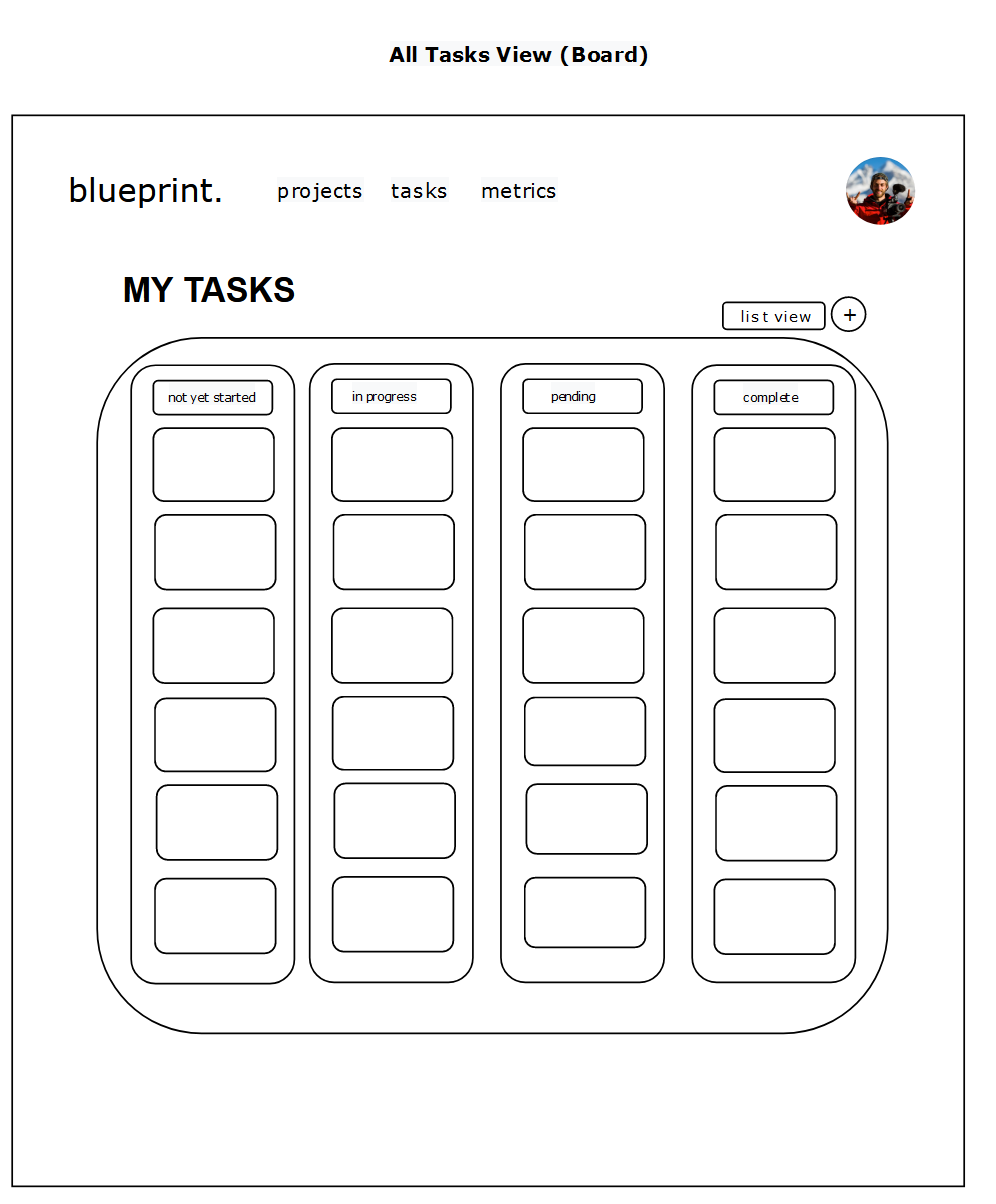 All Tasks View (Board)
blueprint. projects tasks metrics
MY TASKS
list view +
not yet started in progress pending complete